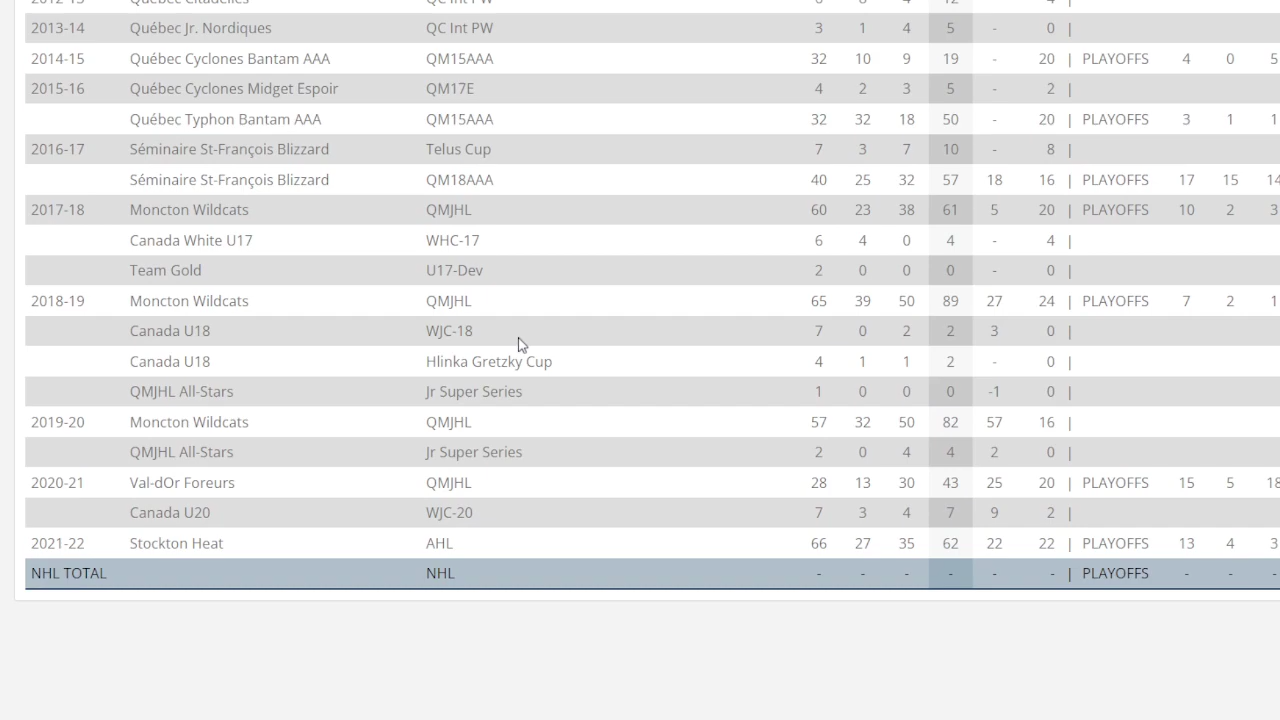 2013-14 Québec Jr. Nordiques QC Int PW 3 1 4 5 - 0 |
2014-15 Québec Cyclones Bantam AAA QM15AAA 32 10 9 19 - 20 | PLAYOFFS 4 0 5
2015-16 Québec Cyclones Midget Espoir QM17E 4 2 3 5 - 2 |
Québec Typhon Bantam AAA QM15AAA 32 32 18 50 - 20 | PLAYOFFS 3 1 1
2016-17 Séminaire St-François Blizzard Telus Cup 7 3 7 10 - 8 |
Séminaire St-François Blizzard QM18AAA 40 25 32 57 18 16 | PLAYOFFS 17 15 14
2017-18 Moncton Wildcats QMJHL 60 23 38 61 5 20 | PLAYOFFS 10 2 3
Canada White U17 WHC-17 6 4 0 4 - 4 |
Team Gold U17-Dev 2 0 0 0 - 0 |
2018-19 Moncton Wildcats QMJHL 65 39 50 89 27 24 | PLAYOFFS 7 2 1
Canada U18 WJC-18 7 0 2 2 3 0 |
Canada U18 Hlinka Gretzky Cup 4 1 1 2 - 0 |
QMJHL All-Stars Jr Super Series 1 0 0 0 -1 0 |
2019-20 Moncton Wildcats QMJHL 57 32 50 82 57 16 |
QMJHL All-Stars Jr Super Series 2 0 4 4 2 0 |
2020-21 Val-dOr Foreurs QMJHL 28 13 30 43 25 20 | PLAYOFFS 15 5 18
Canada U20 WJC-20 7 3 4 7 9 2 |
2021-22 Stockton Heat AHL 66 27 35 62 22 22 | PLAYOFFS 13 4 3
NHL TOTAL NHL - - - - - - | PLAYOFFS - - -